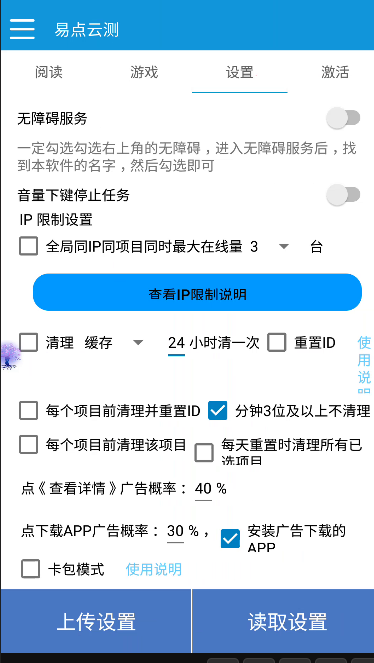 易点云测
阅读 游戏 设置 激活
无障碍服务
一定勾选勾选右上角的无障碍，进入无障碍服务后，找
到本软件的名字，然后勾选即可
音量下键停止任务
IP 限制设置
全局同IP同项目同时最大在线量 3 台
查看IP限制说明
清理 缓存 24 小时清一次 重置ID
使用说明
每个项目前清理并重置ID 分钟3位及以上不清理
每个项目前清理该项目
每天重置时清理所有已
选项目
点《查看详情》广告概率： 40 %
点下载APP广告概率： 30 % ，
安装广告下载的
APP
卡包模式 使用说明
上传设置 读取设置